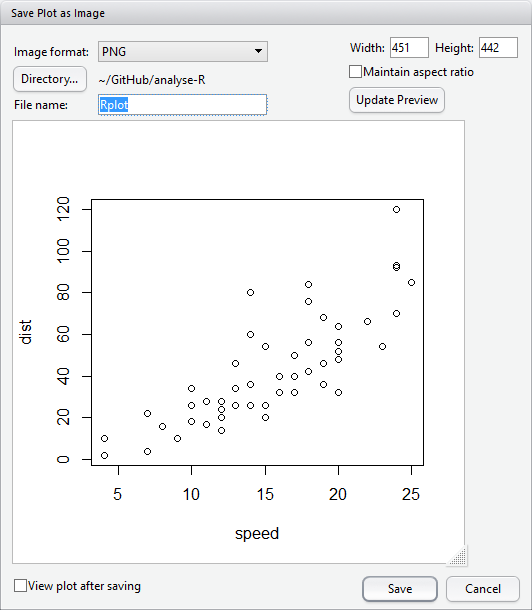 Save Plot as Image
Image format: PNG
Width: 451 Height: 442
Directory... ~/GitHub/analyse-R
Maintain aspect ratio
File name: Rplot
Update Preview
120
100
80
60
40
20
0
dist
5 10 15 20 25
speed
View plot after saving
Save Cancel